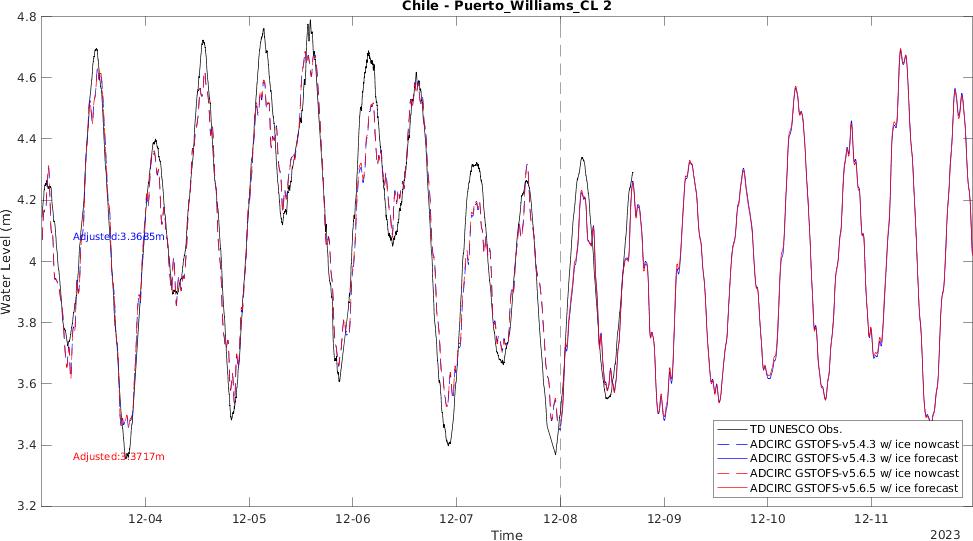 Chile - Puerto_Williams_CL 2
4.8
4.6
4.4
4.2
4
3.8
3.6
3.4
3.2
Water Level (m)
Adjusted:3.3685m
Adjusted:3.3717m
TD UNESCO Obs.
ADCIRC GSTOFS-v5.4.3 w/ ice nowcast
ADCIRC GSTOFS-v5.4.3 w/ ice forecast
ADCIRC GSTOFS-v5.6.5 w/ ice nowcast
ADCIRC GSTOFS-v5.6.5 w/ ice forecast
12-04 12-05 12-06 12-07 12-08 12-09 12-10 12-11
Time
2023